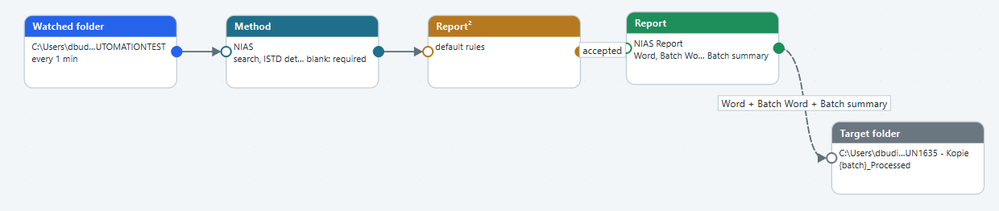 Watched folder
C:\Users\dbud...UTOMATIONTEST
every 1 min
Method
NIAS
search, ISTD det... blank: required
Report²
default rules
accepted
Report
NIAS Report
Word, Batch Wo... Batch summary
Word + Batch Word + Batch summary
Target folder
C:\Users\dbudi...UN1635 - Kopie
{batch}_Processed